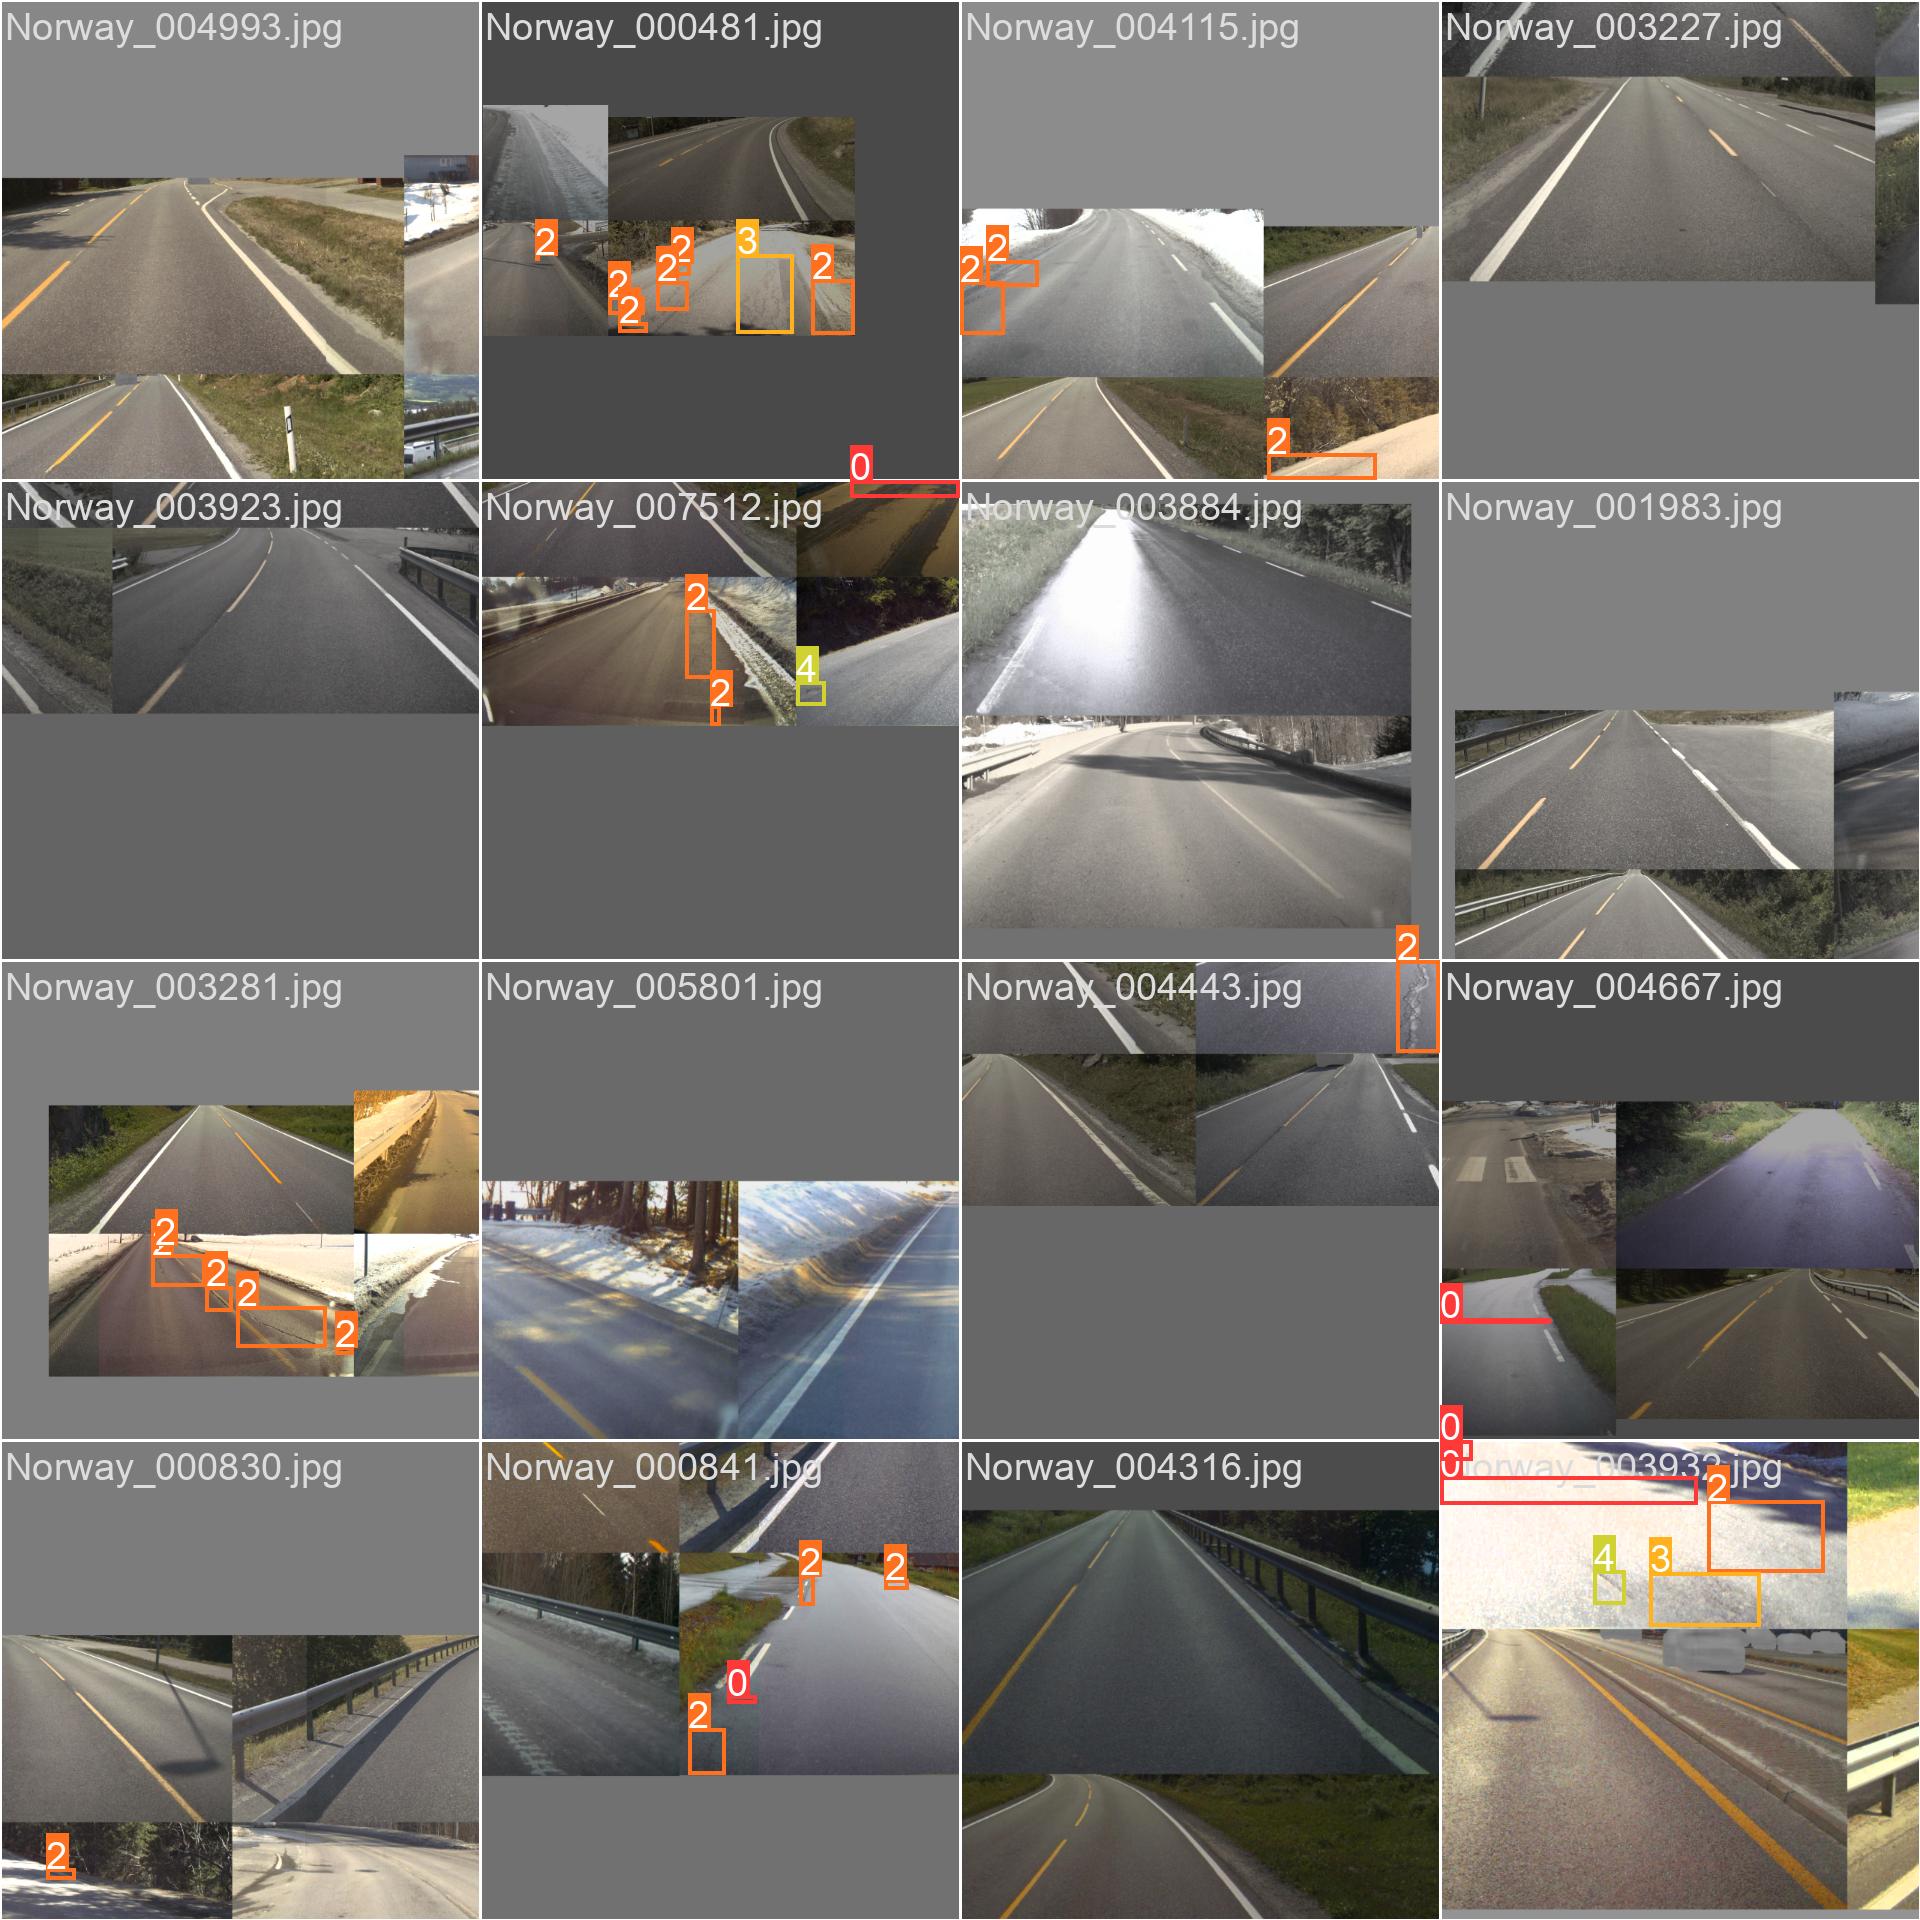 Norway_004993.jpg
Norway_000481.jpg
Norway_004115.jpg
Norway_003227.jpg
2
2
2
2
2
3
2
2
2
2
0
Norway_003923.jpg
Norway_007512.jpg
Norway_003884.jpg
Norway_001983.jpg
2
2
4
2
Norway_003281.jpg
Norway_005801.jpg
Norway_004443.jpg
Norway_004667.jpg
2
2
2
2
0
0
Norway_000830.jpg
Norway_000841.jpg
Norway_004316.jpg
Norway_003932.jpg
0
2
4
3
2
2
0
2
2